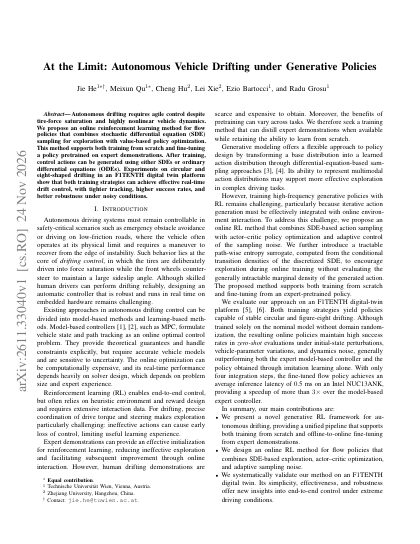 At the Limit: Autonomous Vehicle Drifting under Generative Policies
Jie He¹*†, Meixun Qu¹*, Cheng Hu², Lei Xie², Ezio Bartocci¹, and Radu Grosu¹
Abstract—Autonomous drifting requires agile control despite
tire-force saturation and highly nonlinear vehicle dynamics.
We propose an online reinforcement learning method for flow
policies that combines stochastic differential equation (SDE)
sampling for exploration with value-based policy optimization.
This method supports both training from scratch and finetuning
a policy pretrained on expert demonstrations. After training,
control actions can be generated using either SDEs or ordinary
differential equations (ODEs). Experiments on circular and
eight-shaped drifting in an F1TENTH digital twin platform
show that both training strategies can achieve effective real-
time drift control, with tighter tracking, higher success rates, and
better robustness under noisy conditions.
I. INTRODUCTION
Autonomous driving systems must remain controllable in
safety-critical scenarios such as emergency obstacle avoidance
or driving on low-friction roads, where the vehicle often
operates at its physical limit and requires a maneuver to
recover from the edge of instability. Such behavior lies at the
core of drifting control, in which the tires are deliberately
driven into force saturation while the front wheels counter-
steer to maintain a large sideslip angle. Although skilled
human drivers can perform drifting reliably, designing an
automatic controller that is robust and runs in real time on
embedded hardware remains challenging.
Existing approaches in autonomous drifting control can be
divided into model-based methods and learning-based meth-
ods. Model-based controllers [1], [2], such as MPC, formulate
vehicle state and path tracking as an online optimal control
problem. They provide theoretical guarantees and handle
constraints explicitly, but require accurate vehicle models and
are sensitive to uncertainty. The online optimization can
be computationally expensive, and its real-time performance
depends heavily on solver design, which depends on problem
size and expert experience.
Reinforcement learning (RL) enables end-to-end control,
but often relies on heuristic environment and reward design
and requires extensive interaction data. For drifting, precise
coordination of drive torque and steering makes exploration
particularly challenging; ineffective actions can cause early
loss of control, limiting useful learning experience.
Expert demonstrations can provide an effective initialization
for reinforcement learning, reducing ineffective exploration
and facilitating subsequent improvement through online
interaction. However, human drifting demonstrations are
* Equal contribution.
¹ Technische Universität Wien, Vienna, Austria.
² Zhejiang University, Hangzhou, China.
† Contact: jie.he@tuwien.ac.at
scarce and expensive to obtain. Moreover, the benefits of
pretraining can vary across tasks. We therefore seek a training
method that can distill expert demonstrations when available
while retaining the ability to learn from scratch.
Generative modeling offers a flexible approach to policy
design by transforming a base distribution into a learned
action distribution through differential-equation-based sam-
pling approaches [3], [4]. Its ability to represent multimodal
action distributions may support more effective exploration
in complex driving tasks.
However, training high-frequency generative policies with
RL remains challenging, particularly because iterative action
generation must be effectively integrated with online environ-
ment interaction. To address this challenge, we propose an
online RL method that combines SDE-based action sampling
with actor-critic policy optimization and adaptive control
of the sampling noise. We further introduce a tractable
path-wise entropy surrogate, computed from the conditional
transition densities of the discretized SDE, to encourage
exploration during online training without evaluating the
generally intractable marginal density of the generated action.
The proposed method supports both training from scratch
and fine-tuning from an expert-pretrained policy.
We evaluate our approach on F1TENTH digital-twin
platform [5], [6]. Both training strategies yield policies
capable of stable circular and figure-eight drifting. Although
trained solely on the nominal model without domain random-
ization, the resulting online policies maintain high success
rates in zero-shot evaluations under initial-state perturbations,
vehicle-parameter variations, and dynamics noise, generally
outperforming both the expert model-based controller and the
policy obtained through imitation learning alone. With only
four integration steps, the fine-tuned flow policy achieves an
average inference latency of 0.5 ms on an Intel NUC13ANK,
providing a speedup of more than 3× over the model-based
expert controller.
In summary, our main contributions are:
• We present a novel generative RL framework for au-
tonomous drifting, providing a unified pipeline that supports
both training from scratch and offline-to-online fine-tuning
from expert demonstrations.
• We design an online RL method for flow policies that
combines SDE-based exploration, actor-critic optimization,
and adaptive sampling noise.
• We systematically validate our method on an F1TENTH
digital twin. Its simplicity, effectiveness, and robustness
offer new insights into end-to-end control under extreme
driving conditions.
arXiv:2611.33040v1 [cs.RO] 24 Nov 2026